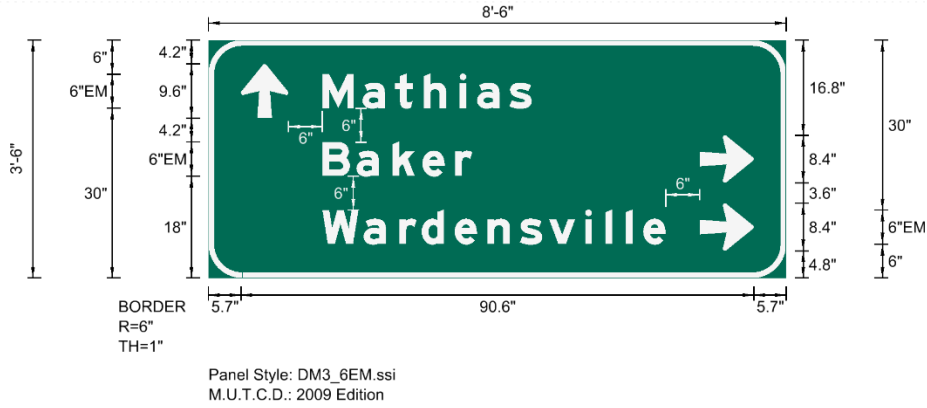 8'-6"
3'-6"
6"
6"EM
30"
4.2"
9.6"
4.2"
6"EM
18"
Mathias
6"
6"
Baker
6"
6"
Wardensville
16.8"
8.4"
3.6"
8.4"
4.8"
30"
6"EM
6"
5.7"
90.6"
5.7"
BORDER
R=6"
TH=1"
Panel Style: DM3_6EM.ssi
M.U.T.C.D.: 2009 Edition